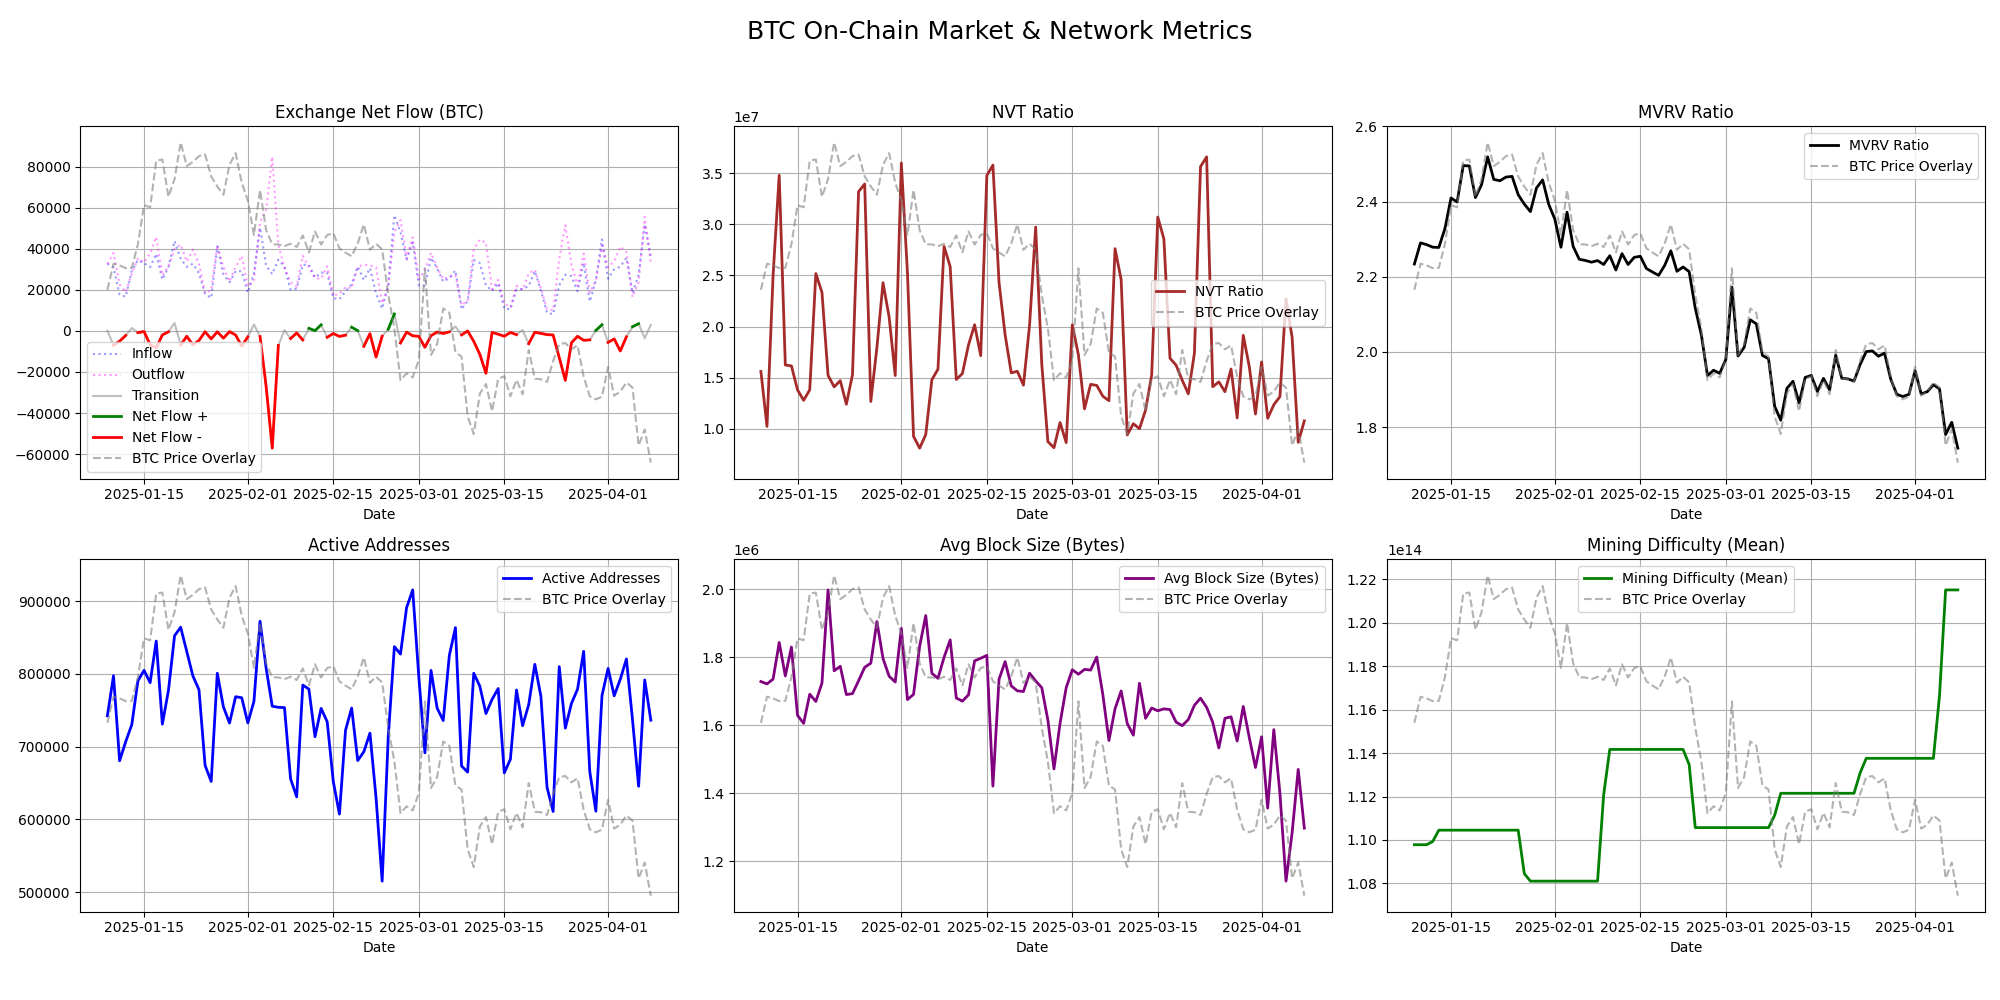 BTC On-Chain Market & Network Metrics
Exchange Net Flow (BTC)
80000
60000
40000
20000
0
−20000
−40000
−60000
Inflow
Outflow
Transition
Net Flow +
Net Flow -
BTC Price Overlay
2025-01-15 2025-02-01 2025-02-15 2025-03-01 2025-03-15 2025-04-01
Date
NVT Ratio
1e7
3.5
3.0
2.5
2.0
1.5
1.0
NVT Ratio
BTC Price Overlay
2025-01-15 2025-02-01 2025-02-15 2025-03-01 2025-03-15 2025-04-01
Date
MVRV Ratio
2.6
2.4
2.2
2.0
1.8
MVRV Ratio
BTC Price Overlay
2025-01-15 2025-02-01 2025-02-15 2025-03-01 2025-03-15 2025-04-01
Date
Active Addresses
900000
800000
700000
600000
500000
Active Addresses
BTC Price Overlay
2025-01-15 2025-02-01 2025-02-15 2025-03-01 2025-03-15 2025-04-01
Date
Avg Block Size (Bytes)
1e6
2.0
1.8
1.6
1.4
1.2
Avg Block Size (Bytes)
BTC Price Overlay
2025-01-15 2025-02-01 2025-02-15 2025-03-01 2025-03-15 2025-04-01
Date
Mining Difficulty (Mean)
1e14
1.22
1.20
1.18
1.16
1.14
1.12
1.10
1.08
Mining Difficulty (Mean)
BTC Price Overlay
2025-01-15 2025-02-01 2025-02-15 2025-03-01 2025-03-15 2025-04-01
Date